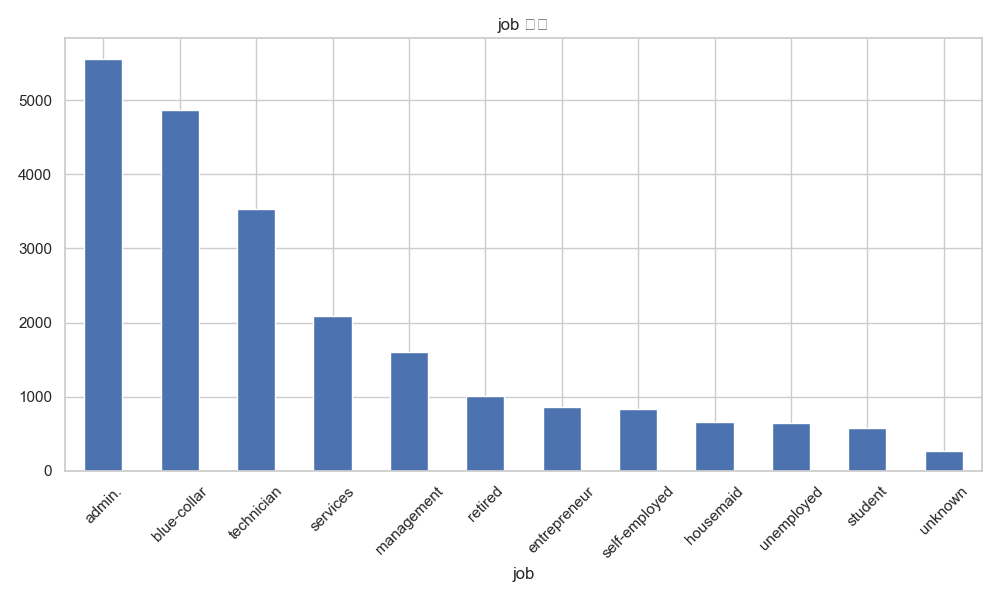 job
5000
4000
3000
2000
1000
0
admin.
blue-collar
technician
services
management
retired
entrepreneur
self-employed
housemaid
unemployed
student
unknown
job